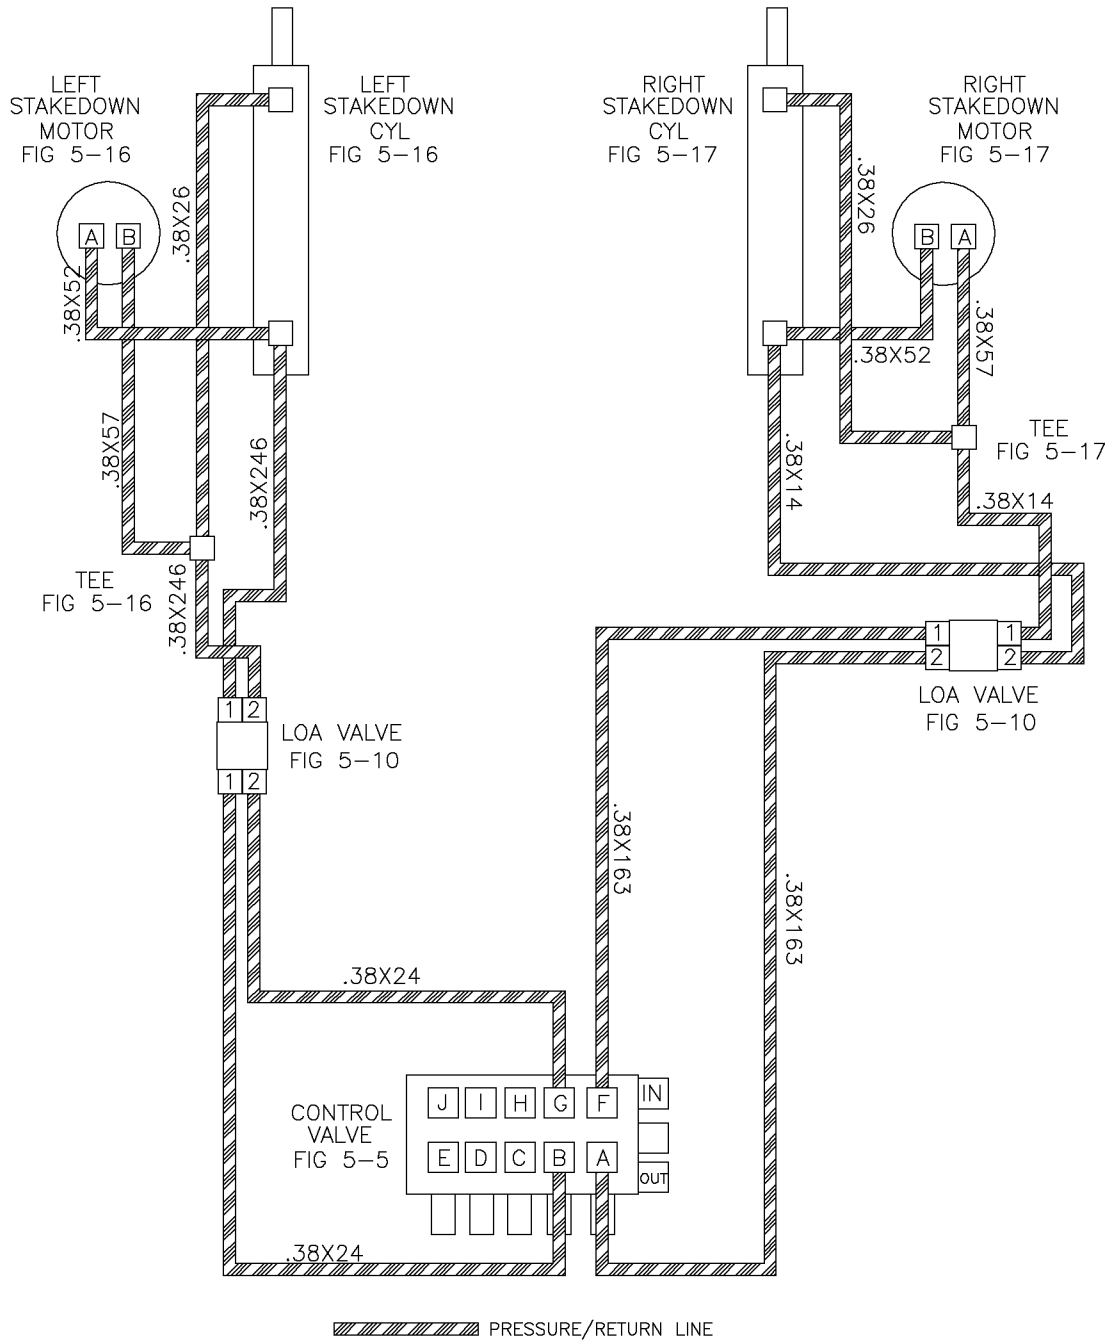 LEFT
STAKEDOWN
MOTOR
FIG 5-16
LEFT
STAKEDOWN
CYL
FIG 5-16
RIGHT
STAKEDOWN
CYL
FIG 5-17
RIGHT
STAKEDOWN
MOTOR
FIG 5-17
A B
B A
.38X52
.38X26
.38X26
.38X52
.38X57
.38X57
.38X246
.38X14
TEE
FIG 5-17
.38X14
TEE
FIG 5-16
.38X246
1 2
LOA VALVE
FIG 5-10
1 2
1 1
2 2
LOA VALVE
FIG 5-10
.38X163
.38X163
.38X24
CONTROL
VALVE
FIG 5-5
J I H G F IN
E D C B A OUT
.38X24
PRESSURE/RETURN LINE